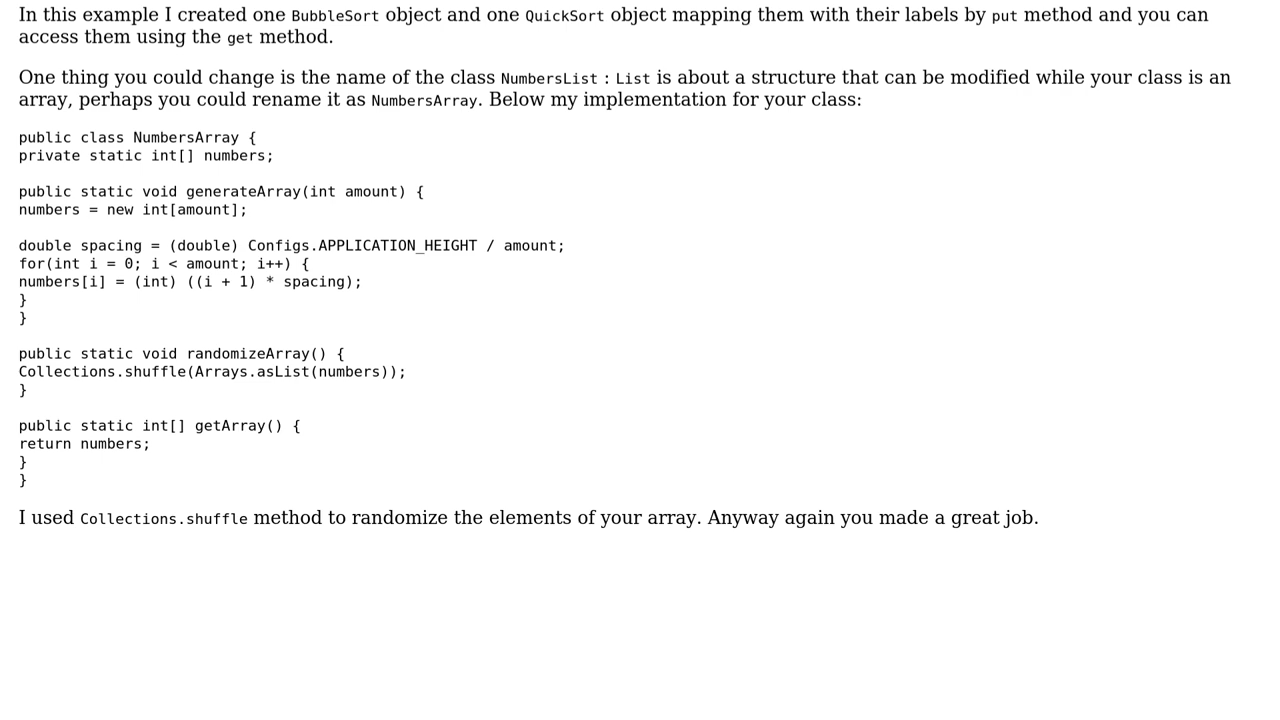 In this example I created one BubbleSort object and one QuickSort object mapping them with their labels by put method and you can
access them using the get method.
One thing you could change is the name of the class NumbersList : List is about a structure that can be modified while your class is an
array, perhaps you could rename it as NumbersArray. Below my implementation for your class:
public class NumbersArray {
private static int[] numbers;
public static void generateArray(int amount) {
numbers = new int[amount];
double spacing = (double) Configs.APPLICATION_HEIGHT / amount;
for(int i = 0; i < amount; i++) {
numbers[i] = (int) ((i + 1) * spacing);
}
}
public static void randomizeArray() {
Collections.shuffle(Arrays.asList(numbers));
}
public static int[] getArray() {
return numbers;
}
}
I used Collections.shuffle method to randomize the elements of your array. Anyway again you made a great job.